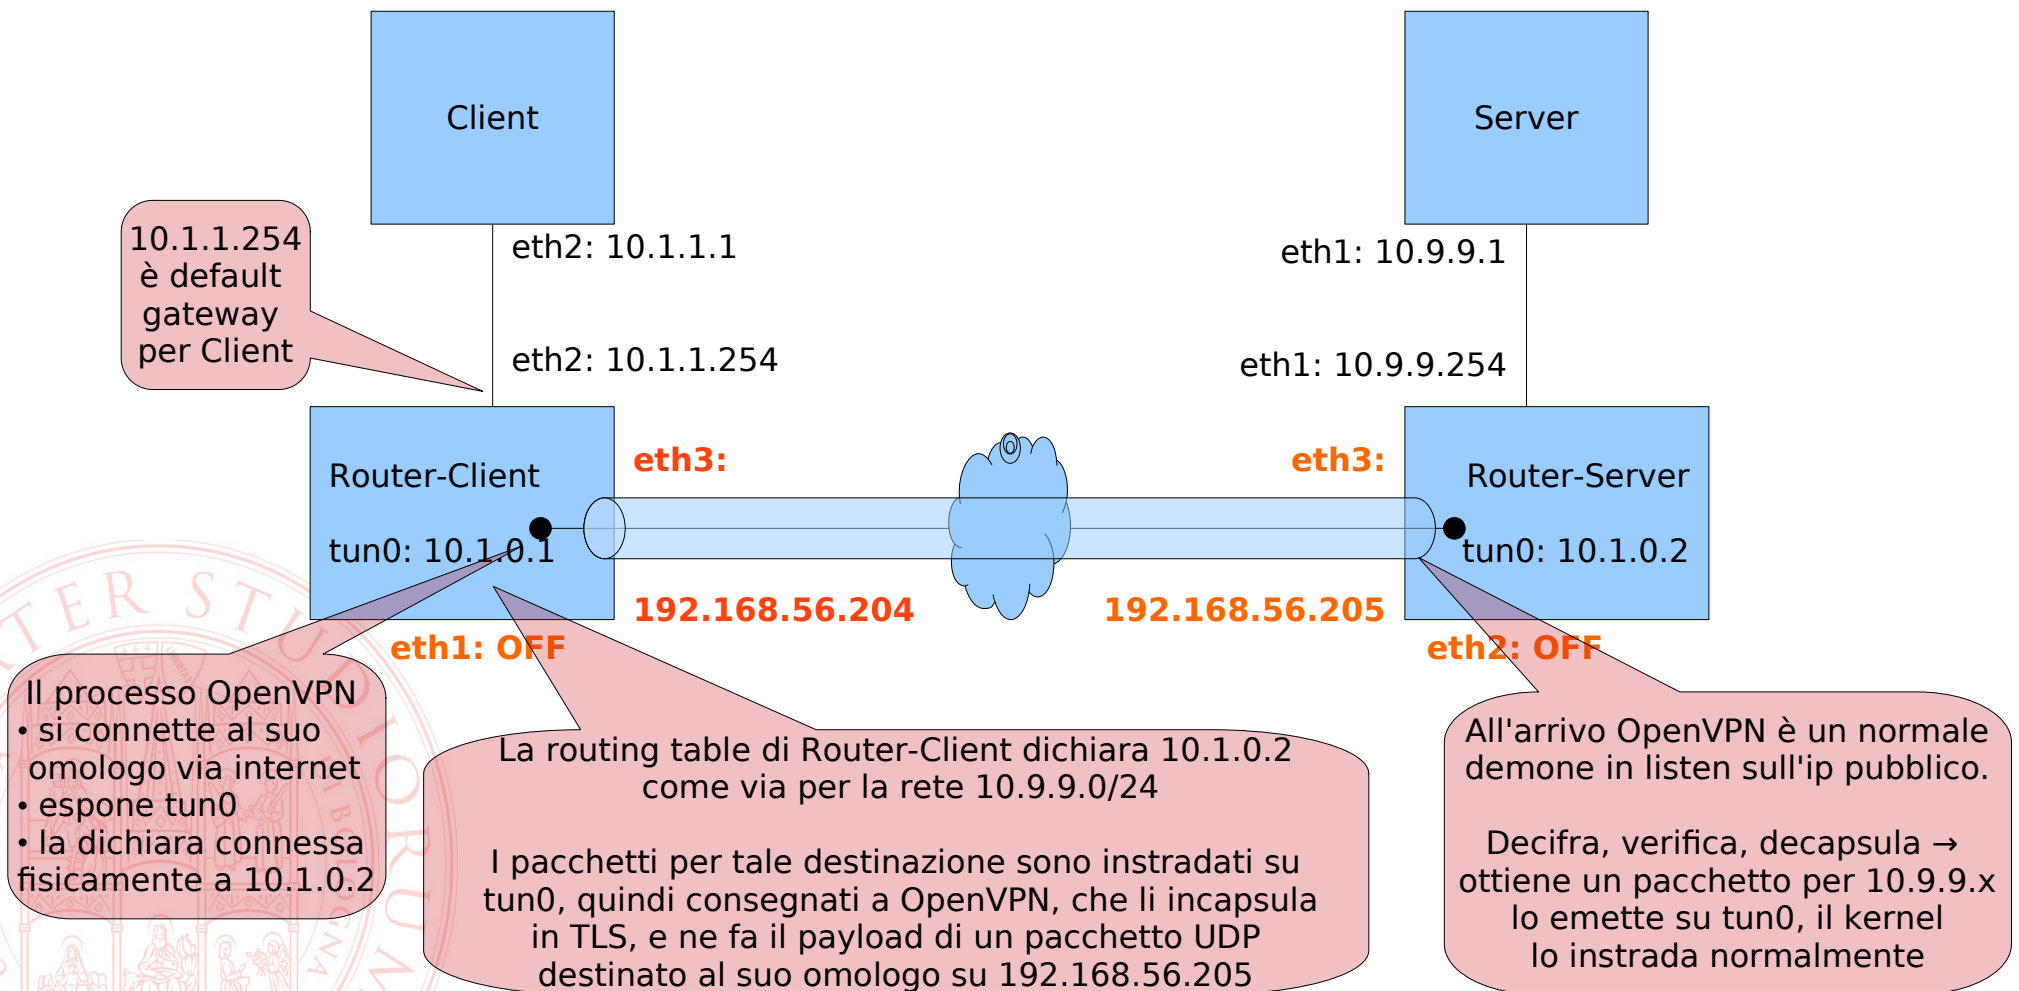 Client
Server
10.1.1.254
è default
gateway
per Client
eth2: 10.1.1.1
eth1: 10.9.9.1
eth2: 10.1.1.254
eth1: 10.9.9.254
Router-Client
eth3:
eth3:
Router-Server
tun0: 10.1.0.1
tun0: 10.1.0.2
192.168.56.204
192.168.56.205
eth1: OFF
eth2: OFF
Il processo OpenVPN
• si connette al suo
omologo via internet
• espone tun0
• la dichiara connessa
fisicamente a 10.1.0.2
La routing table di Router-Client dichiara 10.1.0.2
come via per la rete 10.9.9.0/24
I pacchetti per tale destinazione sono instradati su
tun0, quindi consegnati a OpenVPN, che li incapsula
in TLS, e ne fa il payload di un pacchetto UDP
destinato al suo omologo su 192.168.56.205
All'arrivo OpenVPN è un normale
demone in listen sull'ip pubblico.
Decifra, verifica, decapsula →
ottiene un pacchetto per 10.9.9.x
lo emette su tun0, il kernel
lo instrada normalmente